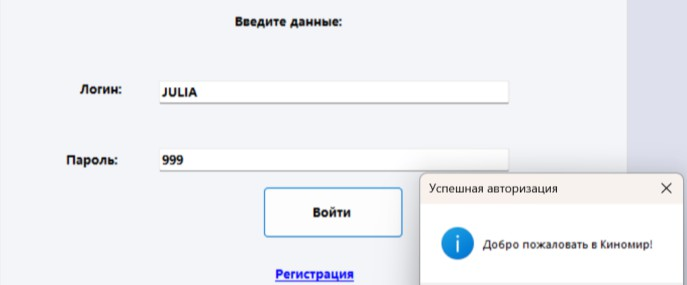 Введите данные:
Логин: JULIA
Пароль: 999
Войти
Регистрация
Успешная авторизация
Добро пожаловать в Киномир!